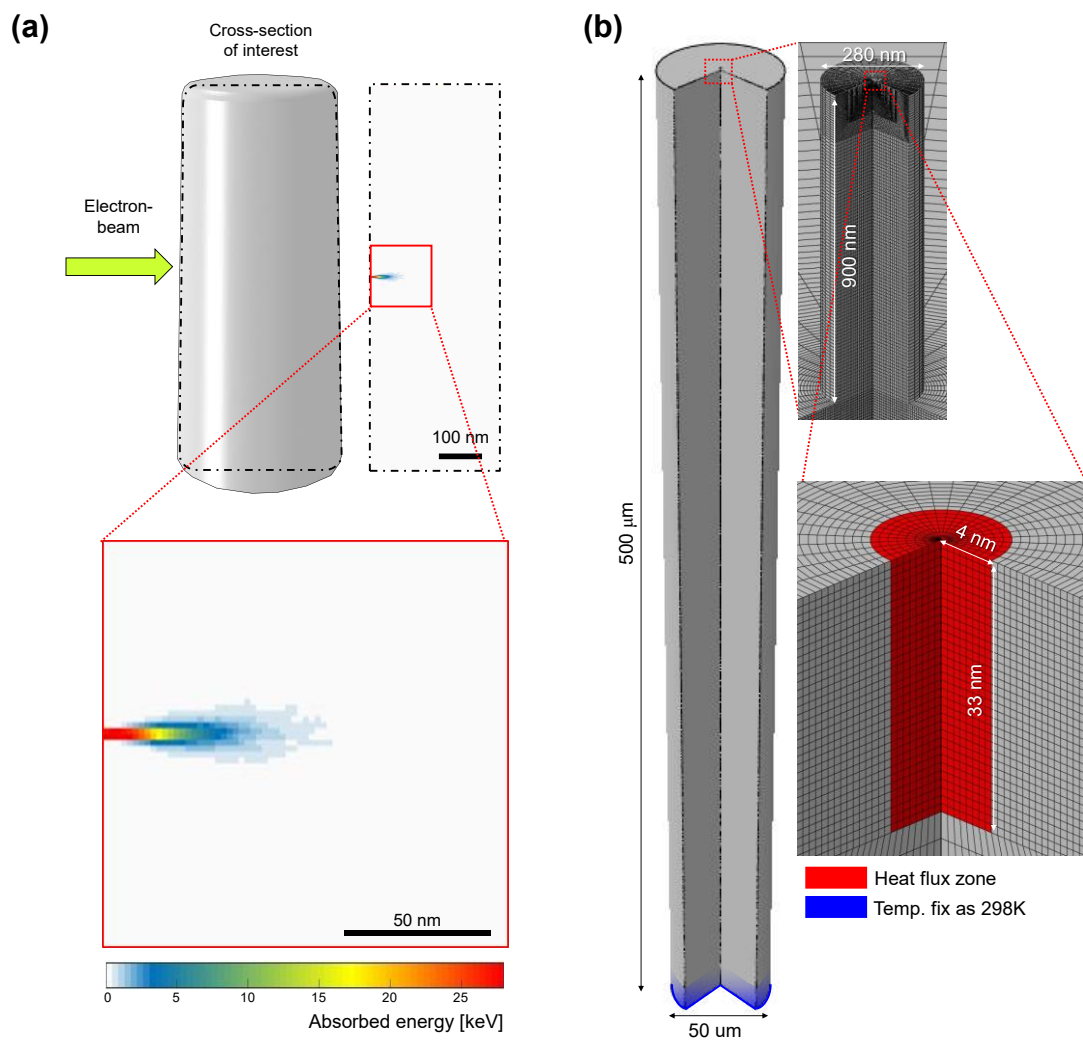 (a)
Cross-section
of interest
Electron-
beam
100 nm
50 nm
0 5 10 15 20 25
Absorbed energy [keV]
(b)
280 nm
900 nm
500 µm
4 nm
33 nm
Heat flux zone
Temp. fix as 298K
50 um